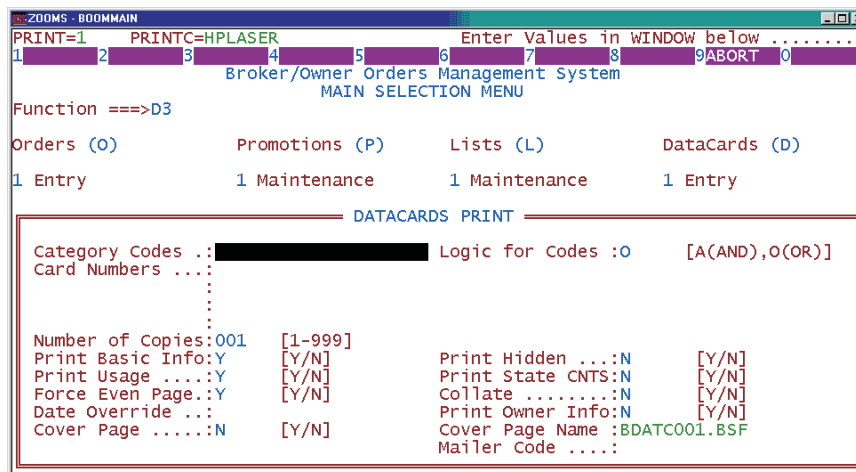 ZOOMS - BOOMMAIN
PRINT=1 PRINTC=HPLASER Enter Values in WINDOW below ........
1 2 3 4 5 6 7 8 9ABORT 0
Broker/Owner Orders Management System
MAIN SELECTION MENU
Function ===>D3
Orders (O) Promotions (P) Lists (L) DataCards (D)
1 Entry 1 Maintenance 1 Maintenance 1 Entry
DATACARDS PRINT
Category Codes .: Logic for Codes :O [A(AND),O(OR)]
Card Numbers ...:
:
:
:
Number of Copies:001 [1-999]
Print Basic Info:Y [Y/N] Print Hidden ...:N [Y/N]
Print Usage ....:Y [Y/N] Print State CNTS:N [Y/N]
Force Even Page.:Y [Y/N] Collate ........:N [Y/N]
Date Override ..: Print Owner Info:N [Y/N]
Cover Page .....:N [Y/N] Cover Page Name :BDATC001.BSF
Mailer Code ....: